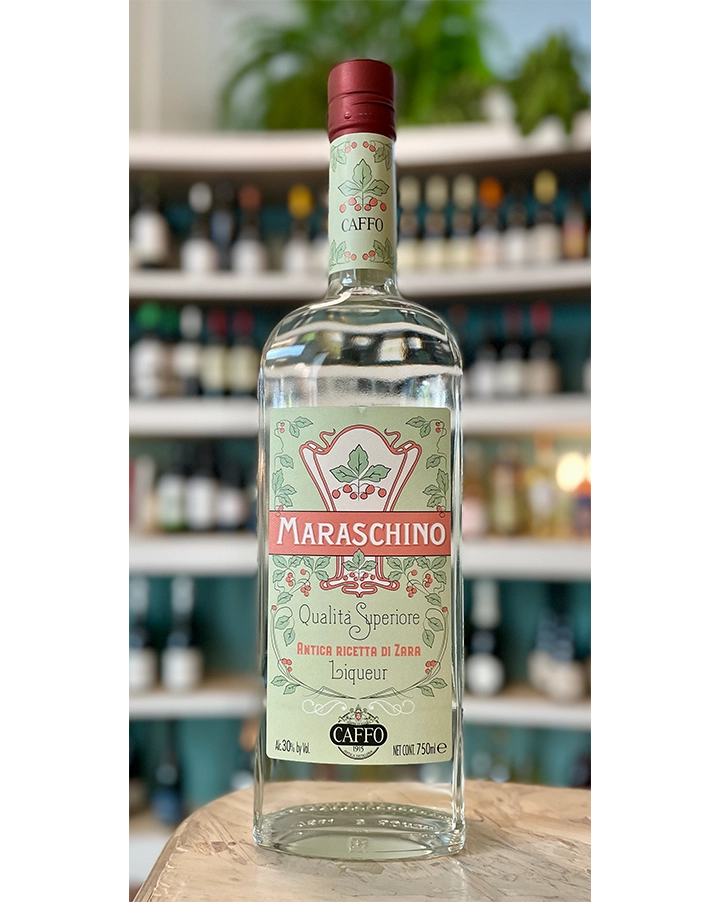 CAFFO
MARASCHINO
Qualità Superiore
ANTICA RICETTA DI ZARA
Liqueur
CAFFO
1915
Alc.30% by Vol.
NET CONT. 750ml ℮